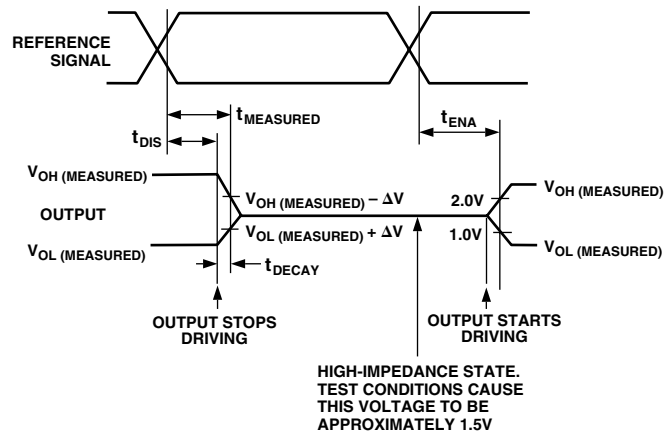 REFERENCE
SIGNAL
tMEASURED
tDIS
tENA
VOH (MEASURED)
VOH (MEASURED) – ΔV
2.0V
VOH (MEASURED)
OUTPUT
VOL (MEASURED)
VOL (MEASURED) + ΔV
1.0V
VOL (MEASURED)
tDECAY
OUTPUT STOPS
DRIVING
OUTPUT STARTS
DRIVING
HIGH-IMPEDANCE STATE.
TEST CONDITIONS CAUSE
THIS VOLTAGE TO BE
APPROXIMATELY 1.5V